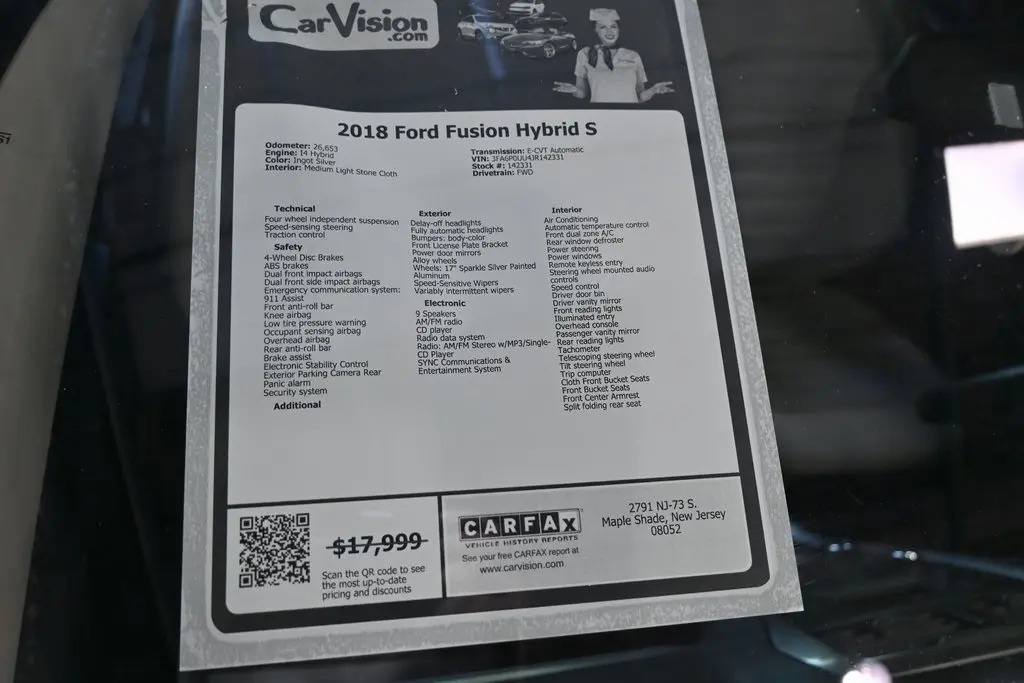 CarVision
.com
2018 Ford Fusion Hybrid S
Odometer: 26,653
Engine: I4 Hybrid
Color: Ingot Silver
Interior: Medium Light Stone Cloth
Transmission: E-CVT Automatic
VIN: 3FA6P0UU4JR142331
Stock #: 142331
Drivetrain: FWD
Technical
Four wheel independent suspension
Speed-sensing steering
Traction control
Safety
4-Wheel Disc Brakes
ABS brakes
Dual front impact airbags
Dual front side impact airbags
Emergency communication system:
911 Assist
Front anti-roll bar
Knee airbag
Low tire pressure warning
Occupant sensing airbag
Overhead airbag
Rear anti-roll bar
Brake assist
Electronic Stability Control
Exterior Parking Camera Rear
Panic alarm
Security system
Additional
Exterior
Delay-off headlights
Fully automatic headlights
Bumpers: body-color
Front License Plate Bracket
Power door mirrors
Alloy wheels
Wheels: 17" Sparkle Silver Painted
Aluminum
Speed-Sensitive Wipers
Variably intermittent wipers
Electronic
9 Speakers
AM/FM radio
CD player
Radio data system
Radio: AM/FM Stereo w/MP3/Single-
CD Player
SYNC Communications &
Entertainment System
Interior
Air Conditioning
Automatic temperature control
Front dual zone A/C
Rear window defroster
Power steering
Power windows
Remote keyless entry
Steering wheel mounted audio
controls
Speed control
Driver door bin
Driver vanity mirror
Front reading lights
Illuminated entry
Overhead console
Passenger vanity mirror
Rear reading lights
Tachometer
Telescoping steering wheel
Tilt steering wheel
Trip computer
Cloth Front Bucket Seats
Front Bucket Seats
Front Center Armrest
Split folding rear seat
$17,999
Scan the QR code to see
the most up-to-date
pricing and discounts
CARFAX
VEHICLE HISTORY REPORTS
See your free CARFAX report at
www.carvision.com
2791 NJ-73 S.
Maple Shade, New Jersey
08052